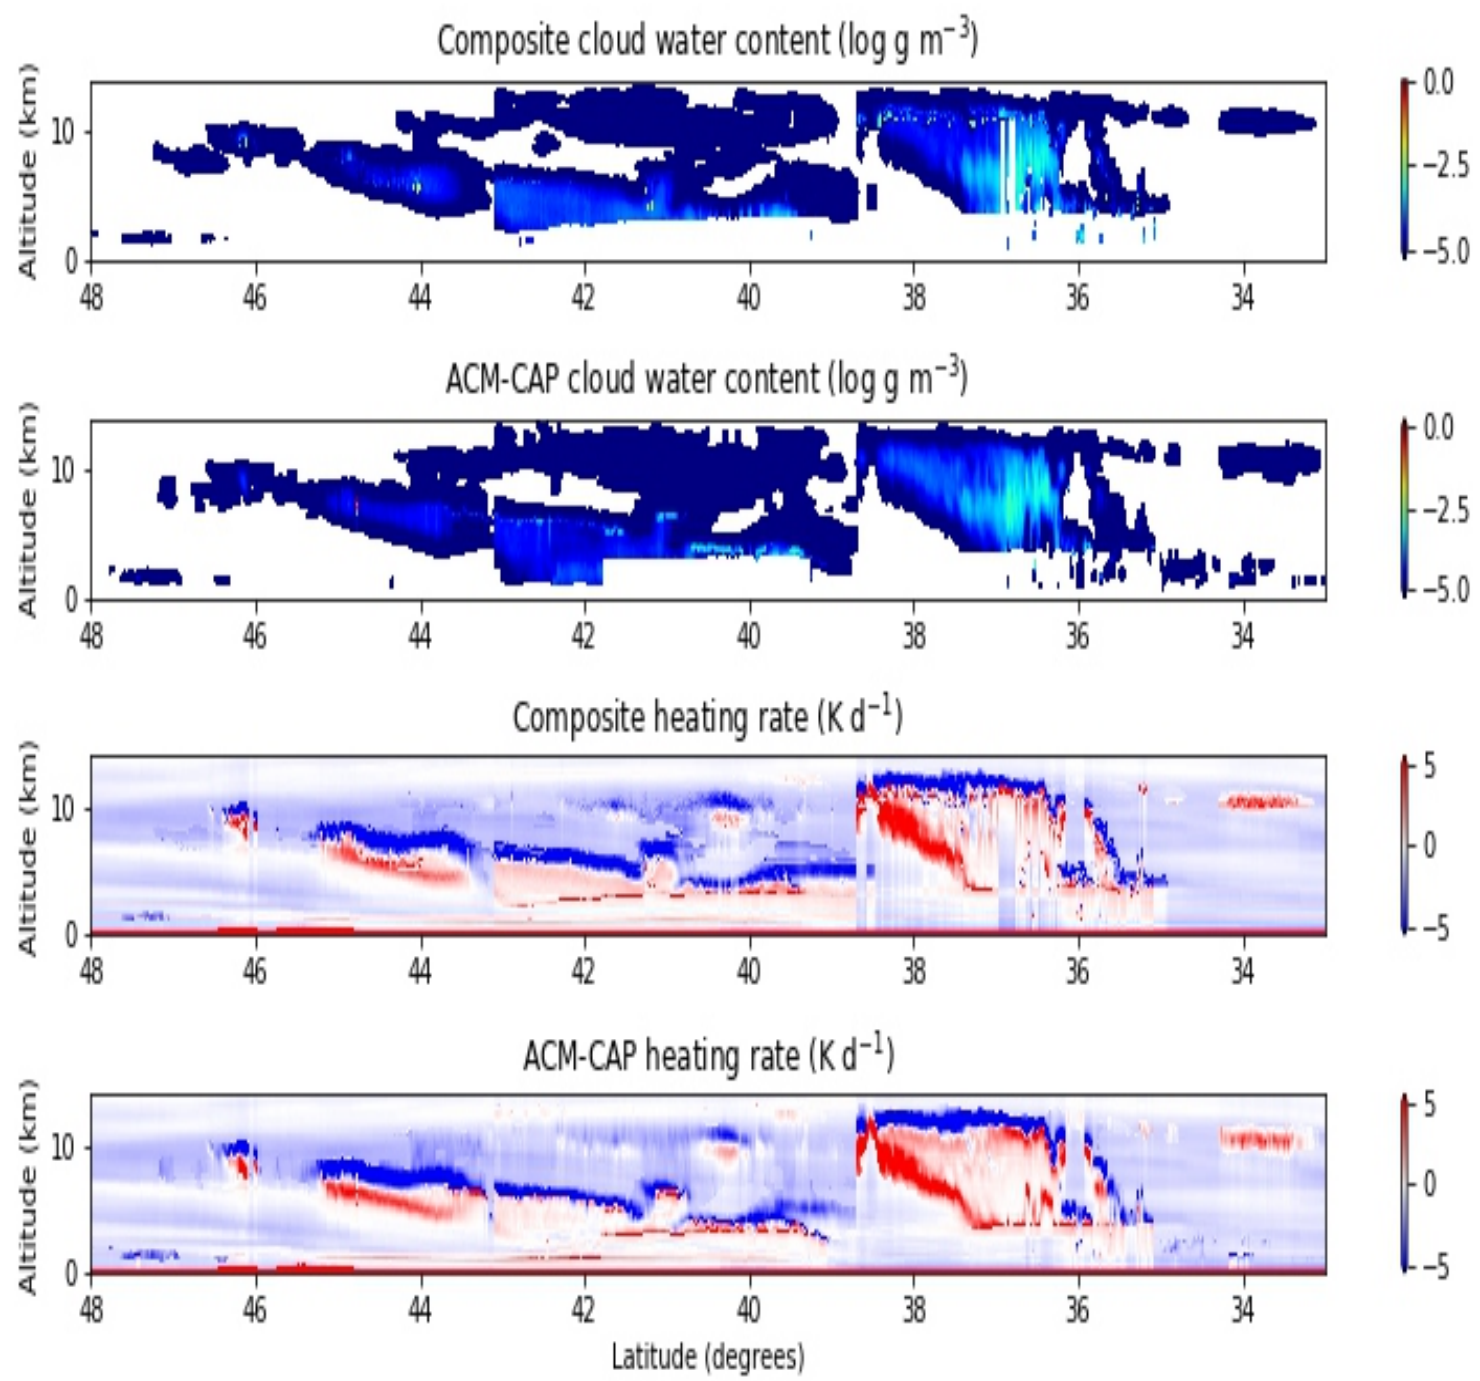 Composite cloud water content (log g m⁻³)
Altitude (km)
10
0
48 46 44 42 40 38 36 34
0.0
−2.5
−5.0
ACM-CAP cloud water content (log g m⁻³)
Altitude (km)
10
0
48 46 44 42 40 38 36 34
0.0
−2.5
−5.0
Composite heating rate (K d⁻¹)
Altitude (km)
10
0
48 46 44 42 40 38 36 34
5
0
−5
ACM-CAP heating rate (K d⁻¹)
Altitude (km)
10
0
48 46 44 42 40 38 36 34
5
0
−5
Latitude (degrees)